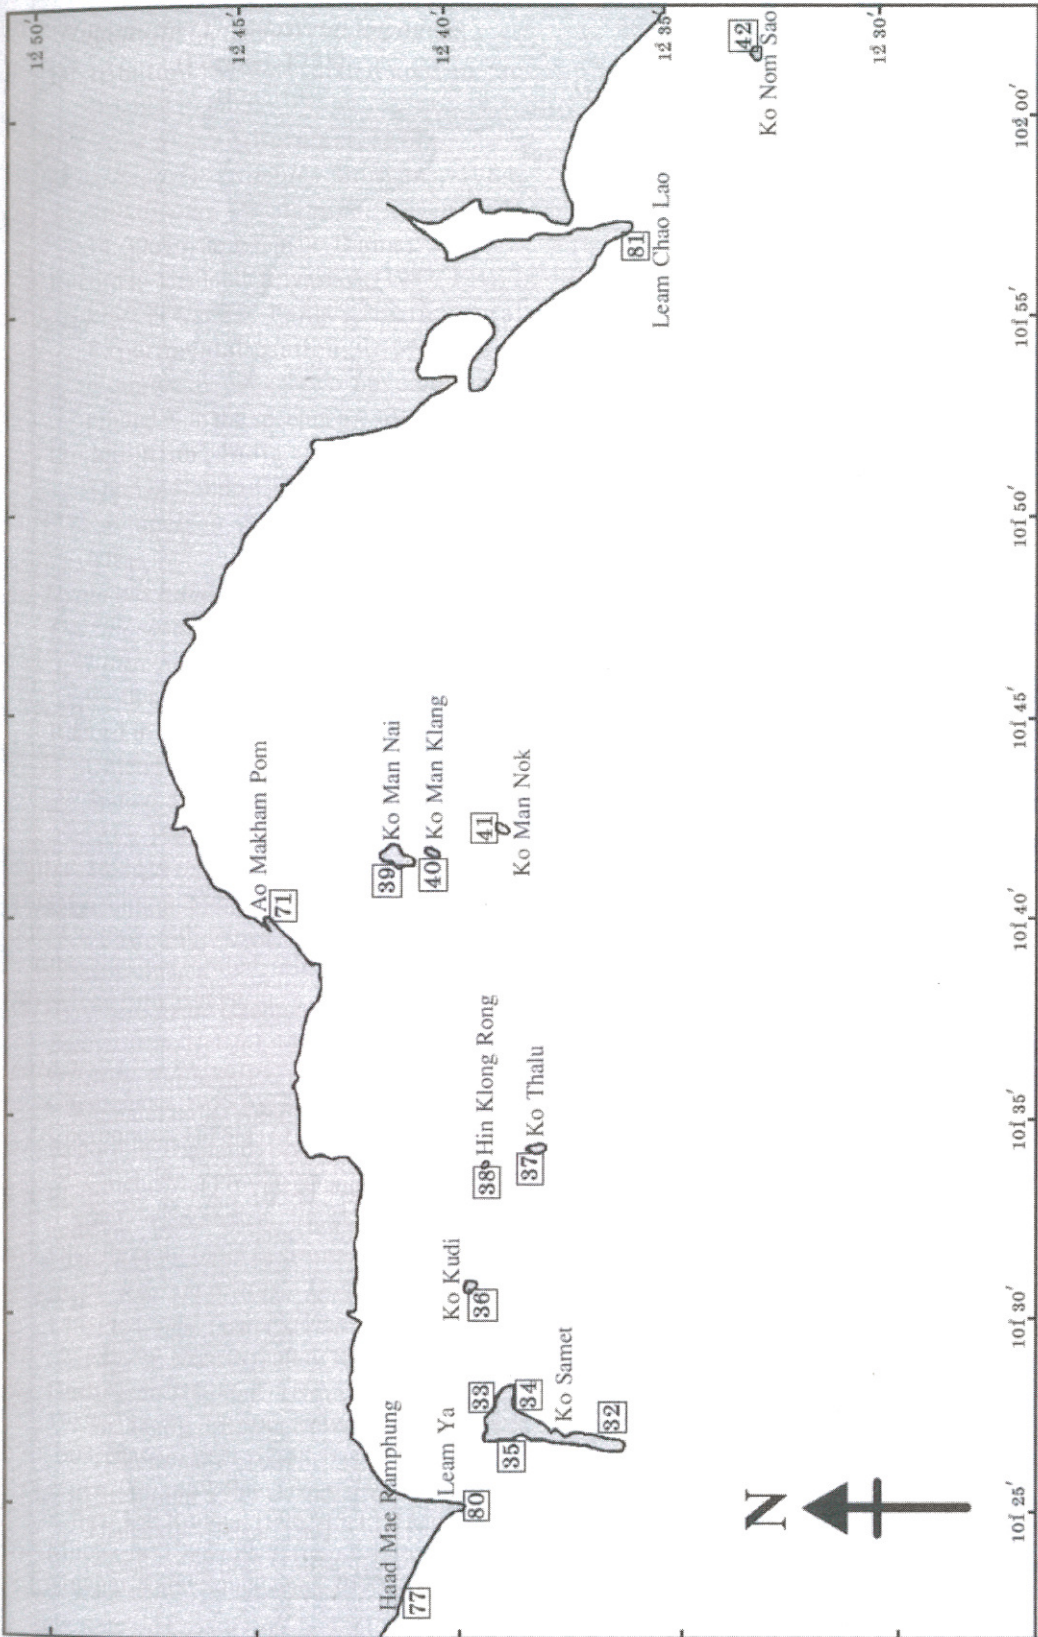 12 50′
12 45′
12 40′
12 35′
12 30′
Haad Mae Ramphung
77
Leam Ya
80
33
34
35
Ko Samet
32
Ko Kudi
36
38
Hin Klong Rong
37
Ko Thalu
Ao Makham Pom
71
39
Ko Man Nai
40
Ko Man Klang
41
Ko Man Nok
81
Leam Chao Lao
42
Ko Nom Sao
N
101 25′
101 30′
101 35′
101 40′
101 45′
101 50′
101 55′
102 00′